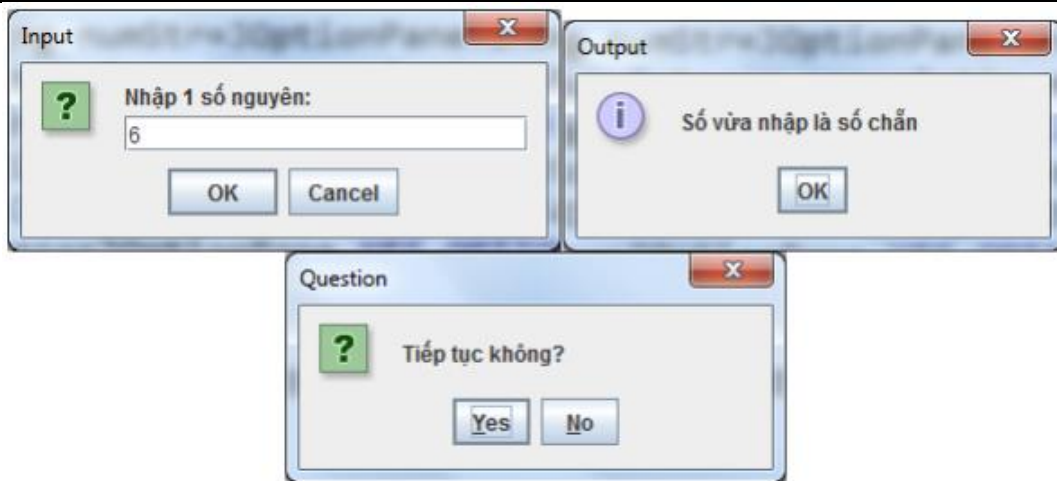 Input
Nhập 1 số nguyên:
6
OK
Cancel
Output
Số vừa nhập là số chẵn
OK
Question
Tiếp tục không?
Yes
No